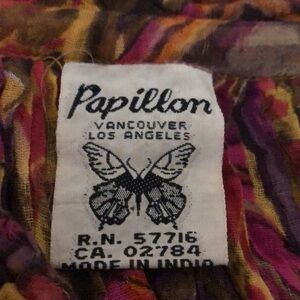 Papillon
VANCOUVER
LOS ANGELES
R.N. 57716
CA. 02784
MADE IN INDIA